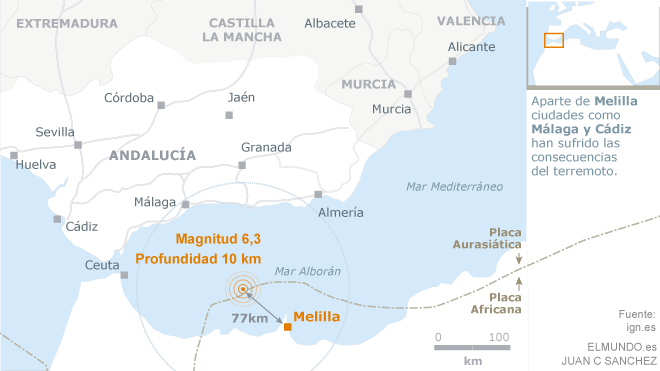 EXTREMADURA
CASTILLA
LA MANCHA
Albacete
VALENCIA
Alicante
MURCIA
Murcia
Córdoba
Jaén
Sevilla
ANDALUCÍA
Granada
Huelva
Málaga
Almería
Cádiz
Ceuta
Mar Mediterráneo
Magnitud 6,3
Profundidad 10 km
Mar Alborán
77km
Melilla
Placa
Aurasiática
Placa
Africana
0 100
km
Aparte de Melilla
ciudades como
Málaga y Cádiz
han sufrido las
consecuencias
del terremoto.
Fuente:
ign.es
ELMUNDO.es
JUAN C SANCHEZ